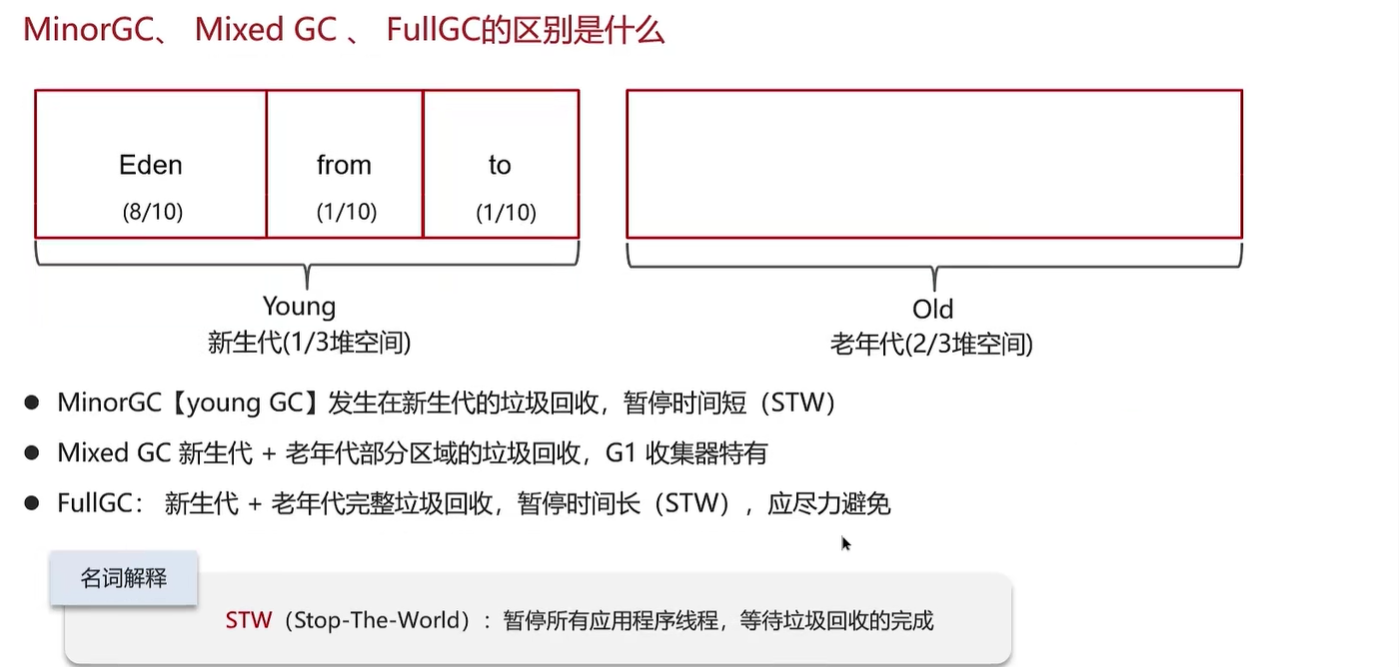 MinorGC、 Mixed GC 、 FullGC的区别是什么
Eden from to
(8/10) (1/10) (1/10)
Young
新生代(1/3堆空间)
Old
老年代(2/3堆空间)
● MinorGC【young GC】发生在新生代的垃圾回收，暂停时间短（STW）
● Mixed GC 新生代 + 老年代部分区域的垃圾回收，G1 收集器特有
● FullGC： 新生代 + 老年代完整垃圾回收，暂停时间长（STW），应尽力避免
名词解释
STW（Stop-The-World）：暂停所有应用程序线程，等待垃圾回收的完成